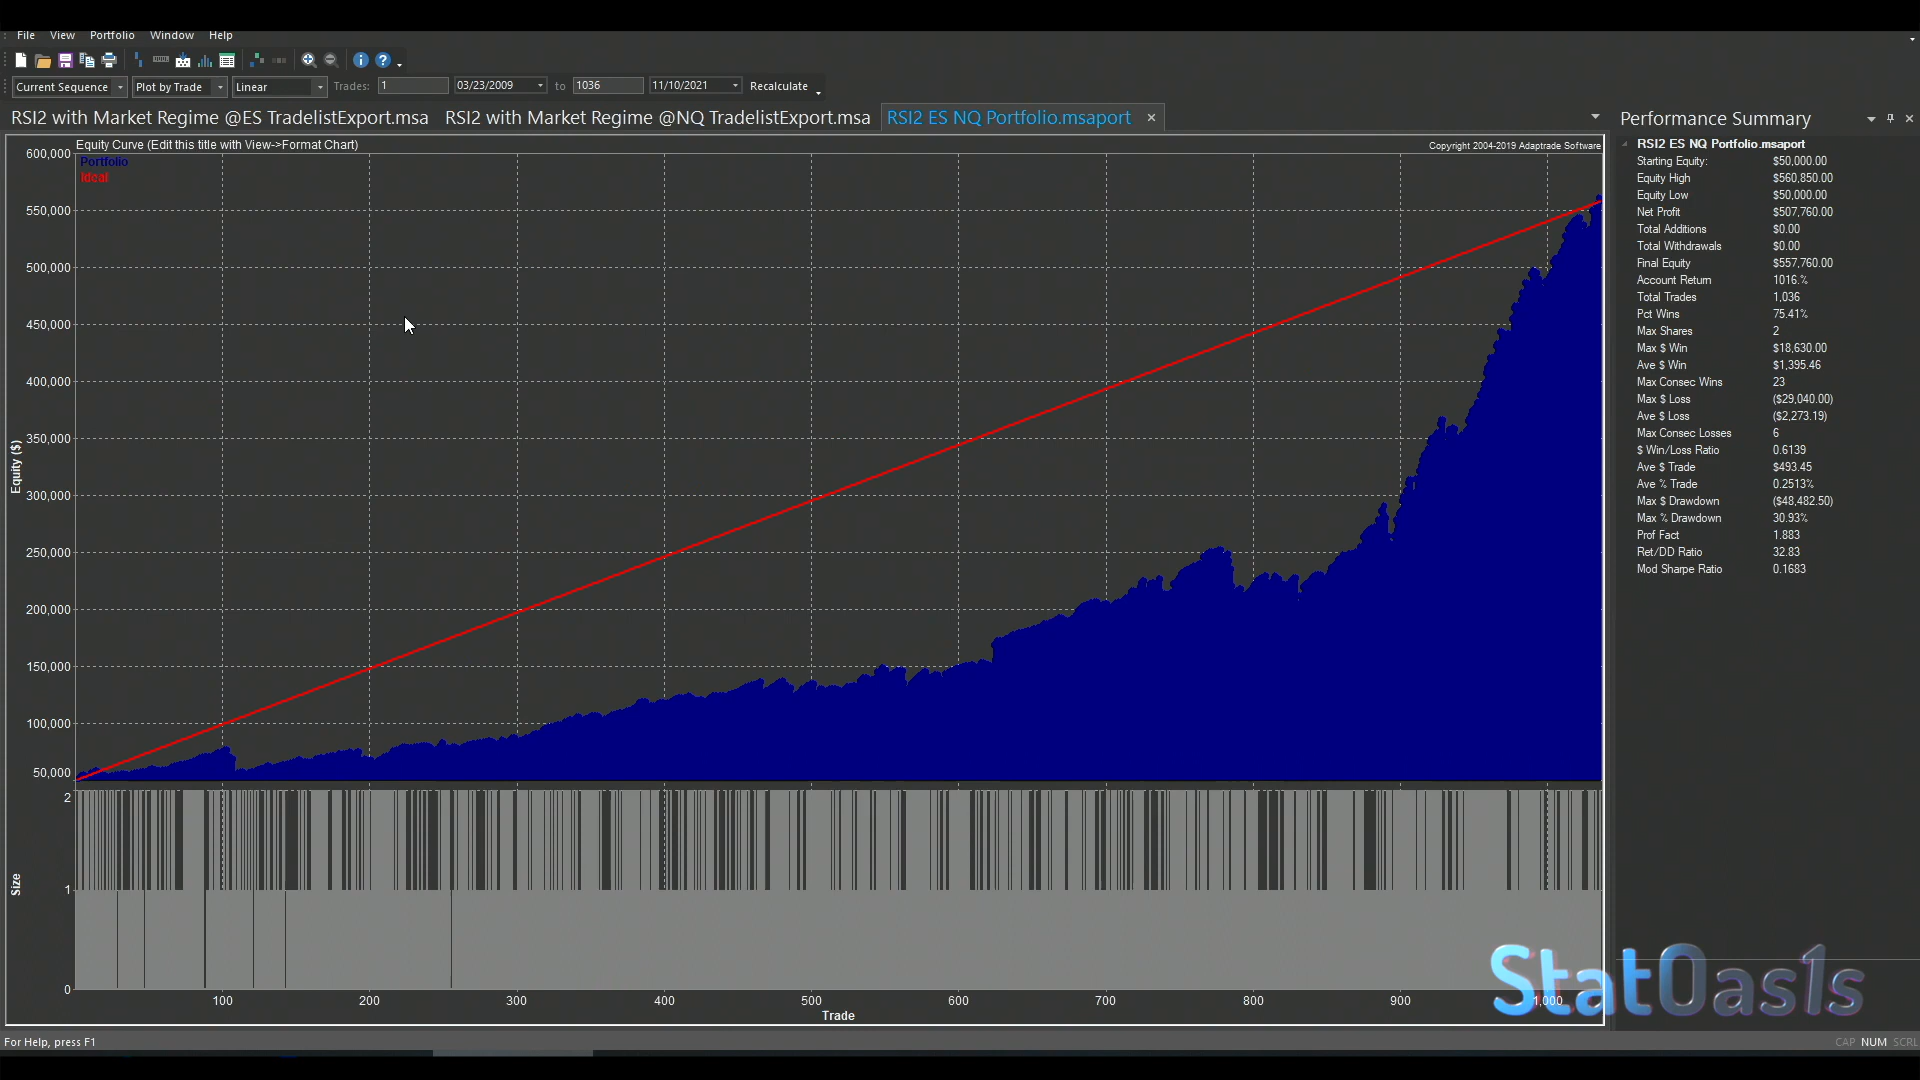 File View Portfolio Window Help
Current Sequence Plot by Trade Linear Trades: 1 03/23/2009 to 1036 11/10/2021 Recalculate
RSI2 with Market Regime @ES TradelistExport.msa RSI2 with Market Regime @NQ TradelistExport.msa RSI2 ES NQ Portfolio.msaport
Equity Curve (Edit this title with View->Format Chart) Copyright 2004-2019 Adaptrade Software
Portfolio
Ideal
600,000
550,000
500,000
450,000
400,000
350,000
300,000
250,000
200,000
150,000
100,000
50,000
Equity ($)
2
1
0
Size
100 200 300 400 500 600 700 800 900 1,000
Trade
Performance Summary
RSI2 ES NQ Portfolio.msaport
Starting Equity: $50,000.00
Equity High $560,850.00
Equity Low $50,000.00
Net Profit $507,760.00
Total Additions $0.00
Total Withdrawals $0.00
Final Equity $557,760.00
Account Return 1016.%
Total Trades 1,036
Pct Wins 75.41%
Max Shares 2
Max $ Win $18,630.00
Ave $ Win $1,395.46
Max Consec Wins 23
Max $ Loss ($29,040.00)
Ave $ Loss ($2,273.19)
Max Consec Losses 6
$ Win/Loss Ratio 0.6139
Ave $ Trade $493.45
Ave % Trade 0.2513%
Max $ Drawdown ($48,482.50)
Max % Drawdown 30.93%
Prof Fact 1.883
Ret/DD Ratio 32.83
Mod Sharpe Ratio 0.1683
StatOas1s
For Help, press F1
CAP NUM SCRL